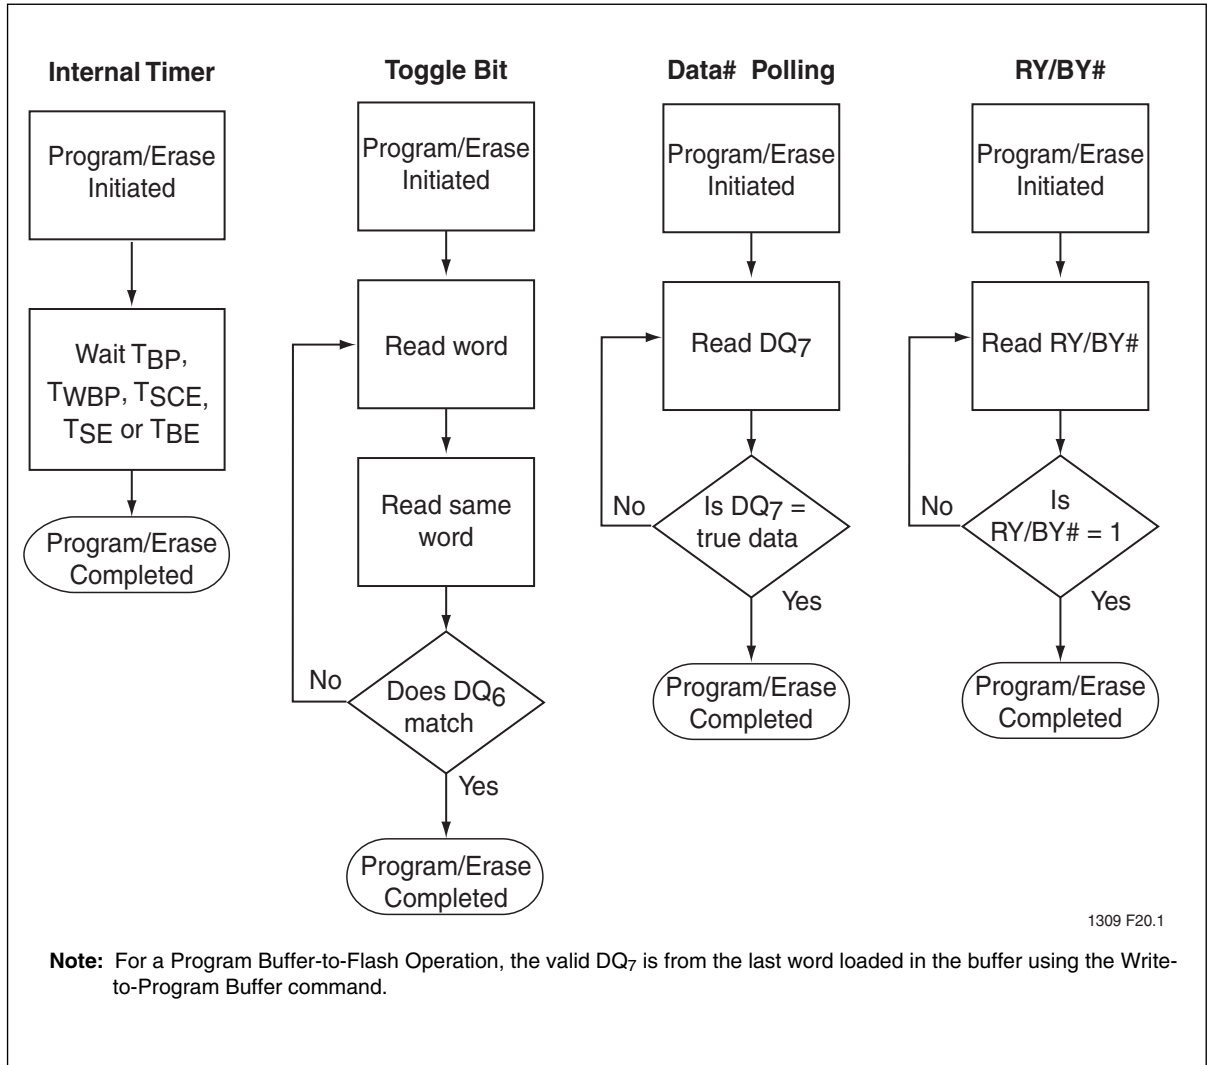 Internal Timer
Program/Erase
Initiated
Wait TBP,
TWBP, TSCE,
TSE or TBE
Program/Erase
Completed
Toggle Bit
Program/Erase
Initiated
Read word
Read same
word
No
Does DQ6
match
Yes
Program/Erase
Completed
Data# Polling
Program/Erase
Initiated
Read DQ7
No
Is DQ7 =
true data
Yes
Program/Erase
Completed
RY/BY#
Program/Erase
Initiated
Read RY/BY#
No
Is
RY/BY# = 1
Yes
Program/Erase
Completed
1309 F20.1
Note: For a Program Buffer-to-Flash Operation, the valid DQ7 is from the last word loaded in the buffer using the Write-
to-Program Buffer command.